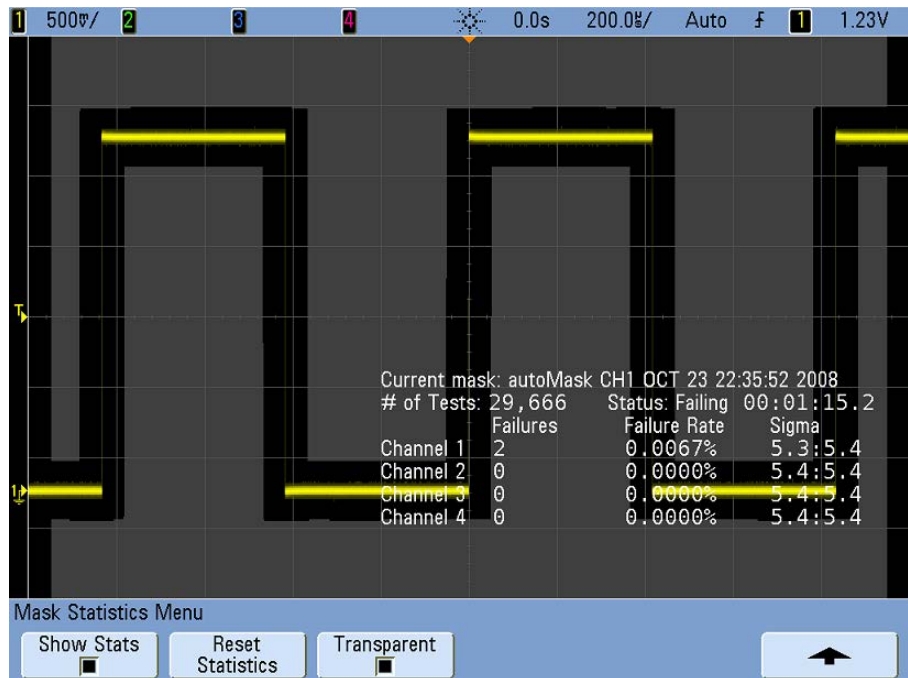 1 500mV/ 2 3 4 0.0s 200.0µs/ Auto 1 1.23V
T
1
Current mask: autoMask CH1 OCT 23 22:35:52 2008
# of Tests: 29,666 Status: Failing 00:01:15.2
Failures Failure Rate Sigma
Channel 1 2 0.0067% 5.3:5.4
Channel 2 0 0.0000% 5.4:5.4
Channel 3 0 0.0000% 5.4:5.4
Channel 4 0 0.0000% 5.4:5.4
Mask Statistics Menu
Show Stats Reset Statistics Transparent